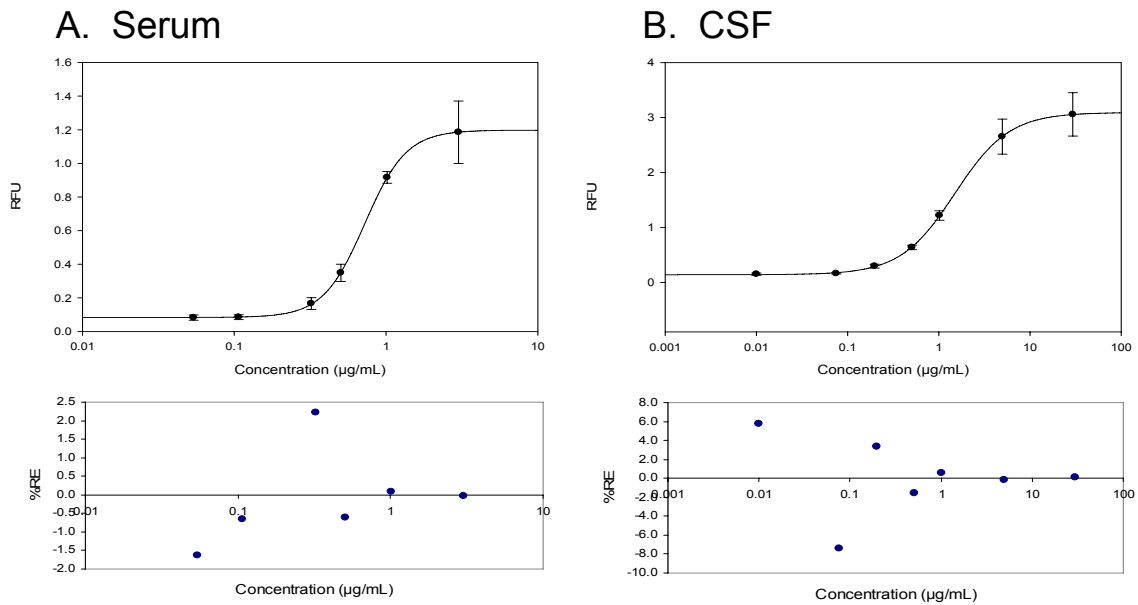 A. Serum
1.6
1.4
1.2
1.0
0.8
0.6
0.4
0.2
0.0
RFU
0.01 0.1 1 10
Concentration (µg/mL)
2.5
2.0
1.5
1.0
0.5
0.0
-0.5
-1.0
-1.5
-2.0
%RE
0.01 0.1 1 10
Concentration (µg/mL)
B. CSF
4
3
2
1
0
RFU
0.001 0.01 0.1 1 10 100
Concentration (µg/mL)
8.0
6.0
4.0
2.0
0.0
-2.0
-4.0
-6.0
-8.0
-10.0
%RE
0.001 0.01 0.1 1 10 100
Concentration (µg/mL)